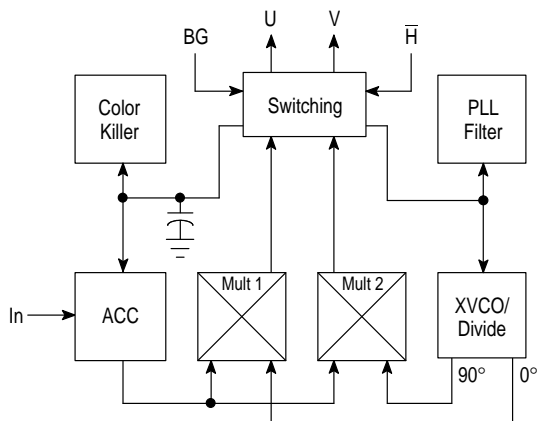 U
V
BG
H̅
Color
Killer
Switching
PLL
Filter
In
ACC
Mult 1
Mult 2
XVCO/
Divide
90°
0°